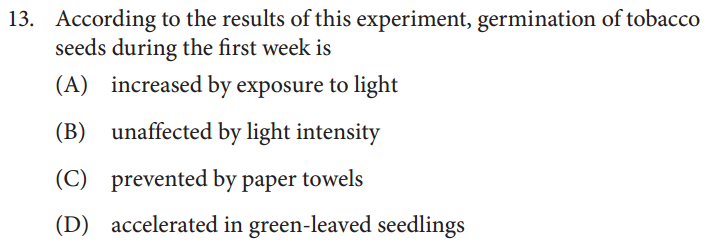 13. According to the results of this experiment, germination of tobacco
seeds during the first week is
(A) increased by exposure to light
(B) unaffected by light intensity
(C) prevented by paper towels
(D) accelerated in green-leaved seedlings